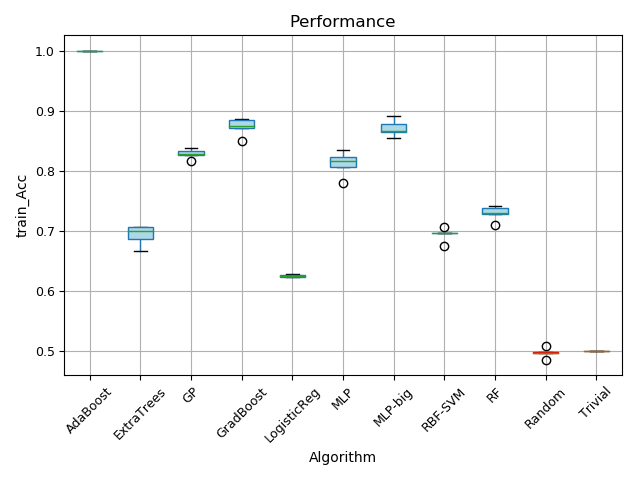 Performance
train_Acc
1.0
0.9
0.8
0.7
0.6
0.5
AdaBoost
ExtraTrees
GP
GradBoost
LogisticReg
MLP
MLP-big
RBF-SVM
RF
Random
Trivial
Algorithm